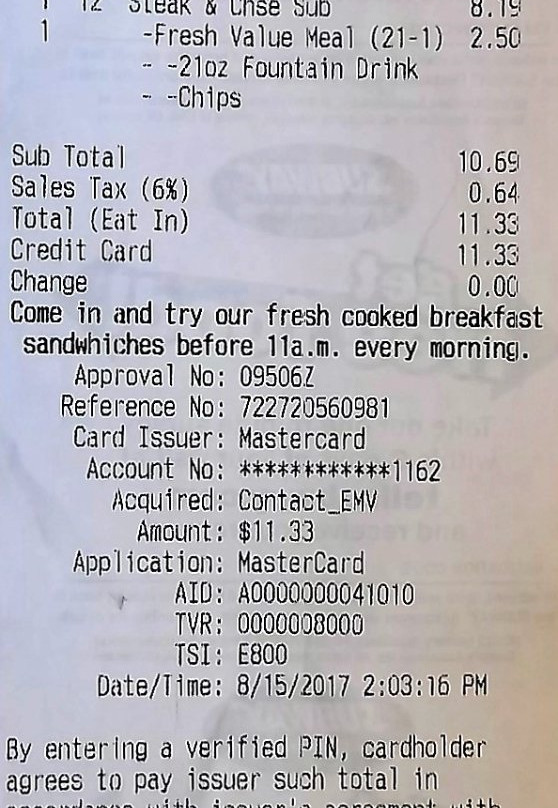 1 12" Steak & Chse Sub 8.19
1 -Fresh Value Meal (21-1) 2.50
- -21oz Fountain Drink
- -Chips
Sub Total 10.69
Sales Tax (6%) 0.64
Total (Eat In) 11.33
Credit Card 11.33
Change 0.00
Come in and try our fresh cooked breakfast
sandwhiches before 11a.m. every morning.
Approval No: 09506Z
Reference No: 722720560981
Card Issuer: Mastercard
Account No: ************1162
Acquired: Contact_EMV
Amount: $11.33
Application: MasterCard
AID: A0000000041010
TVR: 0000008000
TSI: E800
Date/Time: 8/15/2017 2:03:16 PM
By entering a verified PIN, cardholder
agrees to pay issuer such total in
accordance with issuer's agreement with